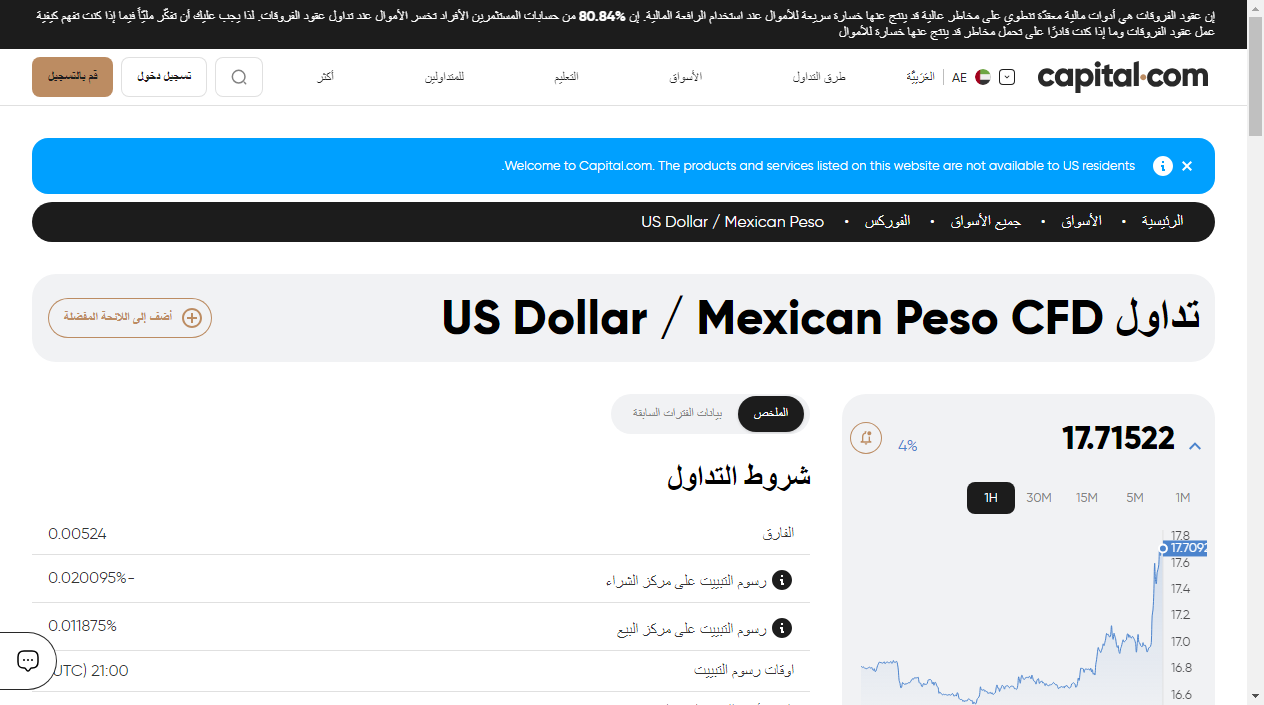 إن عقود الفروقات هي أدوات مالية معقدّة تنطوي على مخاطر عالية قد ينتج عنها خسارة سريعة للأموال عند استخدام الرافعة المالية. إن 80.84% من حسابات المستثمرين الأفراد تخسر الأموال عند تداول عقود الفروقات. لذا يجب عليك أن تفكّر مليّاً فيما إذا كنت تفهم كيفية
عمل عقود الفروقات وما إذا كنت قادرًا على تحمل مخاطر قد ينتج عنها خسارة للأموال
capital.com
AE العَرَبِيَّة
طرق التداول
الأسواق
التعليم
للمتداولين
أكثر
تسجيل دخول
قم بالتسجيل
Welcome to Capital.com. The products and services listed on this website are not available to US residents.
الرئيسية • الأسواق • جميع الأسواق • الفوركس • US Dollar / Mexican Peso
تداول US Dollar / Mexican Peso CFD
أضف إلى اللائحة المفضلة
17.71522
4%
1M 5M 15M 30M 1H
17.8
17.7092
17.6
17.4
17.2
17.0
16.8
16.6
الملخص
بيانات الفترات السابقة
شروط التداول
الفارق 0.00524
رسوم التبييت على مركز الشراء -0.020095%
رسوم التبييت على مركز البيع 0.011875%
اوقات رسوم التبييت 21:00 (UTC)